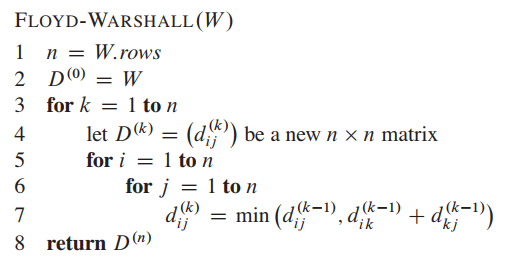 FLOYD-WARSHALL(W)
1 n = W.rows
2 D^(0) = W
3 for k = 1 to n
4 let D^(k) = (d_ij^(k)) be a new n × n matrix
5 for i = 1 to n
6 for j = 1 to n
7 d_ij^(k) = min (d_ij^(k−1), d_ik^(k−1) + d_kj^(k−1))
8 return D^(n)